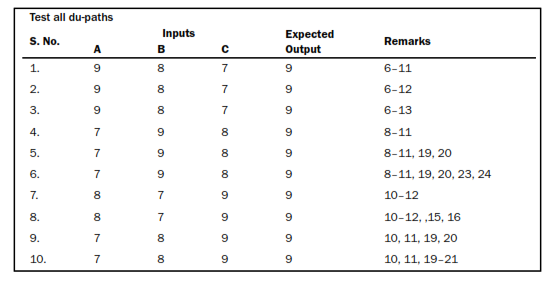 Test all du-paths
S. No. Inputs Expected Output Remarks
A B C
1. 9 8 7 9 6–11
2. 9 8 7 9 6–12
3. 9 8 7 9 6–13
4. 7 9 8 9 8–11
5. 7 9 8 9 8–11, 19, 20
6. 7 9 8 9 8–11, 19, 20, 23, 24
7. 8 7 9 9 10–12
8. 8 7 9 9 10–12, ,15, 16
9. 7 8 9 9 10, 11, 19, 20
10. 7 8 9 9 10, 11, 19–21